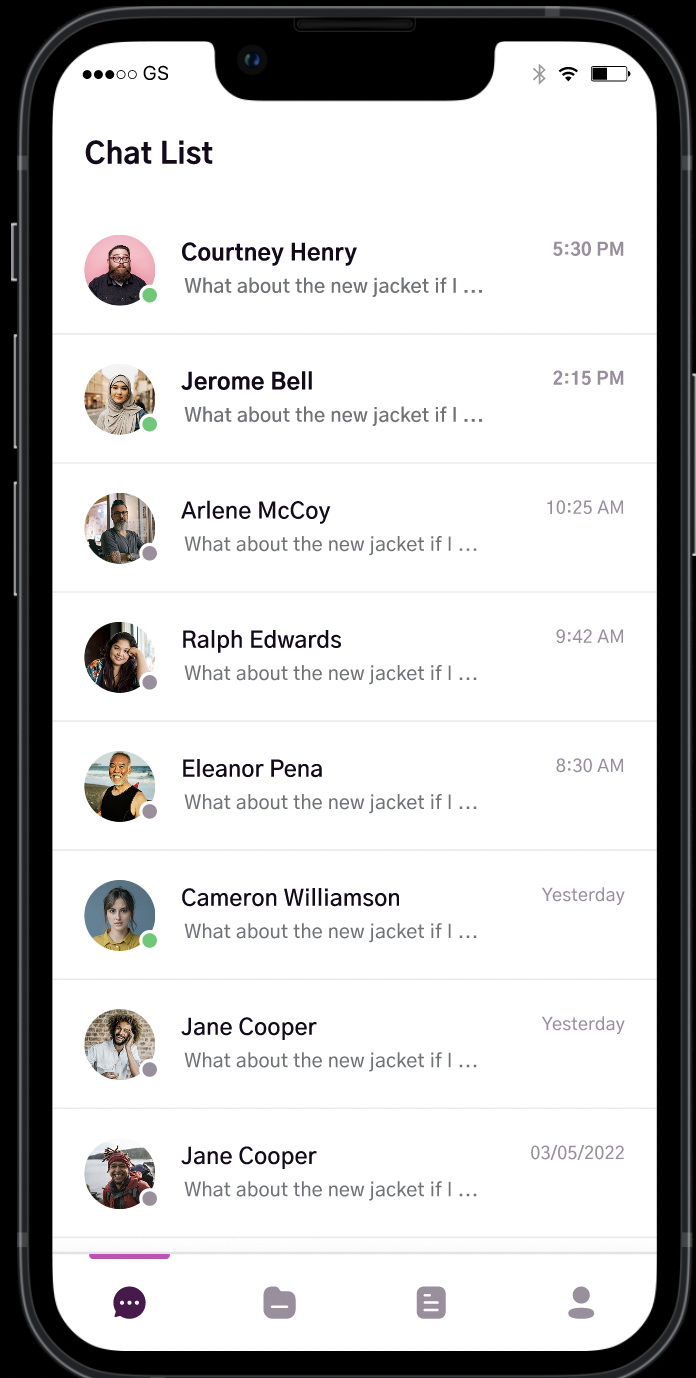 GS
Chat List
Courtney Henry 5:30 PM
What about the new jacket if I ...
Jerome Bell 2:15 PM
What about the new jacket if I ...
Arlene McCoy 10:25 AM
What about the new jacket if I ...
Ralph Edwards 9:42 AM
What about the new jacket if I ...
Eleanor Pena 8:30 AM
What about the new jacket if I ...
Cameron Williamson Yesterday
What about the new jacket if I ...
Jane Cooper Yesterday
What about the new jacket if I ...
Jane Cooper 03/05/2022
What about the new jacket if I ...